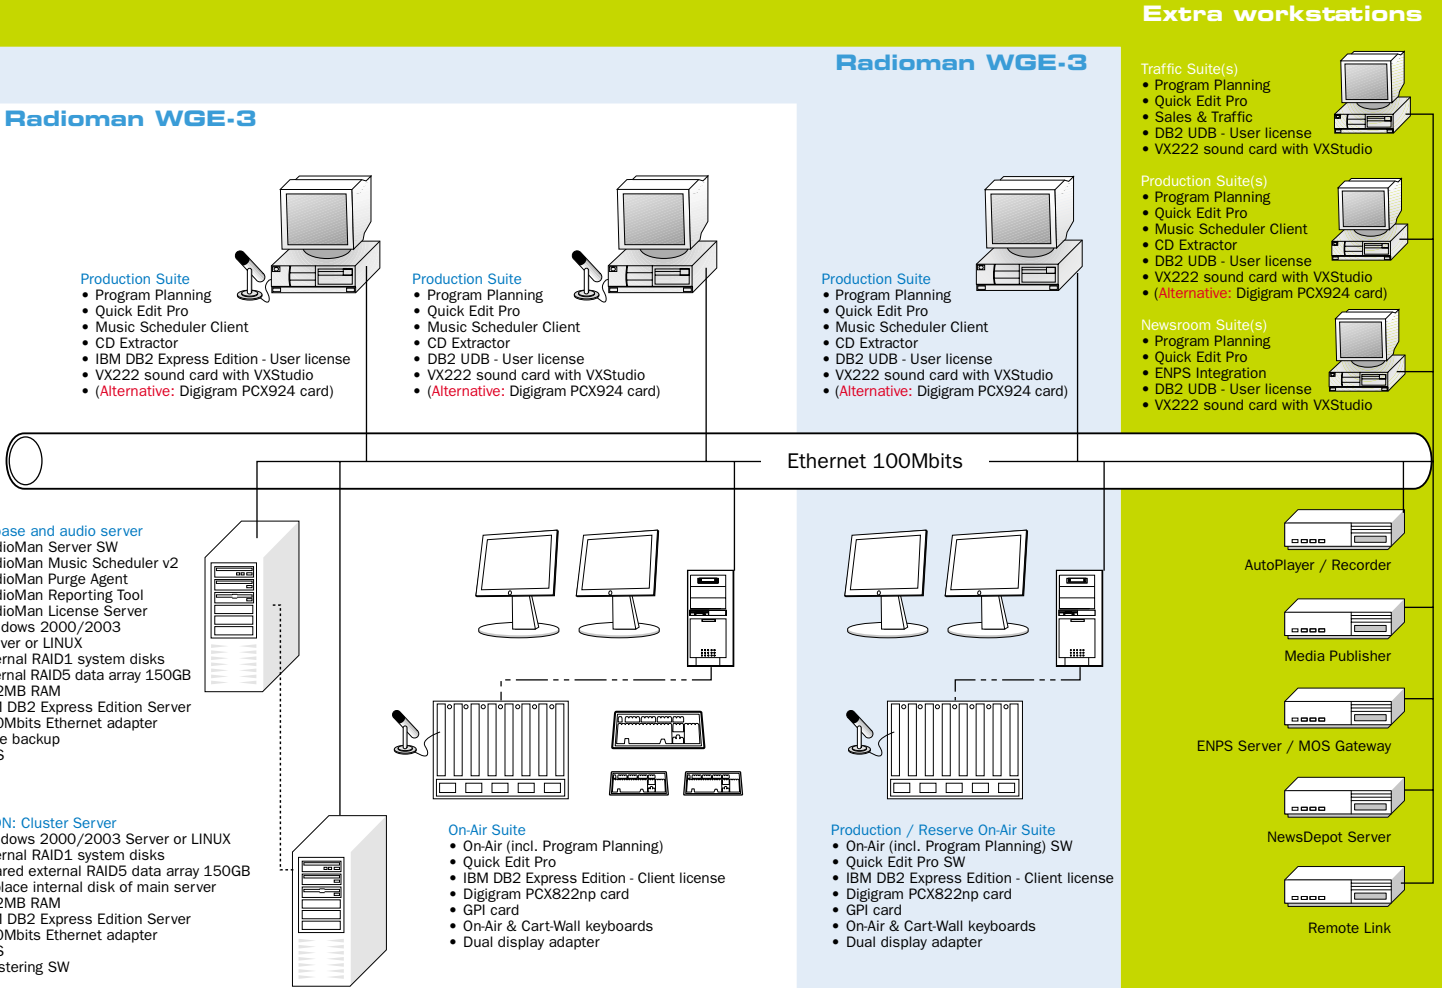 Extra workstations
Radioman WGE-3
Radioman WGE-3
Traffic Suite(s)
• Program Planning
• Quick Edit Pro
• Sales & Traffic
• DB2 UDB - User license
• VX222 sound card with VXStudio
Production Suite(s)
• Program Planning
• Quick Edit Pro
• Music Scheduler Client
• CD Extractor
• DB2 UDB - User license
• VX222 sound card with VXStudio
• (Alternative: Digigram PCX924 card)
Newsroom Suite(s)
• Program Planning
• Quick Edit Pro
• ENPS Integration
• DB2 UDB - User license
• VX222 sound card with VXStudio
Production Suite
• Program Planning
• Quick Edit Pro
• Music Scheduler Client
• CD Extractor
• IBM DB2 Express Edition - User license
• VX222 sound card with VXStudio
• (Alternative: Digigram PCX924 card)
Production Suite
• Program Planning
• Quick Edit Pro
• Music Scheduler Client
• CD Extractor
• DB2 UDB - User license
• VX222 sound card with VXStudio
• (Alternative: Digigram PCX924 card)
Production Suite
• Program Planning
• Quick Edit Pro
• Music Scheduler Client
• CD Extractor
• DB2 UDB - User license
• VX222 sound card with VXStudio
• (Alternative: Digigram PCX924 card)
Ethernet 100Mbits
ase and audio server
dioMan Server SW
dioMan Music Scheduler v2
dioMan Purge Agent
dioMan Reporting Tool
dioMan License Server
dows 2000/2003
ver or LINUX
ernal RAID1 system disks
ernal RAID5 data array 150GB
2MB RAM
DB2 Express Edition Server
0Mbits Ethernet adapter
e backup
S
ON: Cluster Server
dows 2000/2003 Server or LINUX
ernal RAID1 system disks
ared external RAID5 data array 150GB
place internal disk of main server
2MB RAM
DB2 Express Edition Server
0Mbits Ethernet adapter
S
stering SW
On-Air Suite
• On-Air (incl. Program Planning)
• Quick Edit Pro
• IBM DB2 Express Edition - Client license
• Digigram PCX822np card
• GPI card
• On-Air & Cart-Wall keyboards
• Dual display adapter
Production / Reserve On-Air Suite
• On-Air (incl. Program Planning) SW
• Quick Edit Pro SW
• IBM DB2 Express Edition - Client license
• Digigram PCX822np card
• GPI card
• On-Air & Cart-Wall keyboards
• Dual display adapter
AutoPlayer / Recorder
Media Publisher
ENPS Server / MOS Gateway
NewsDepot Server
Remote Link